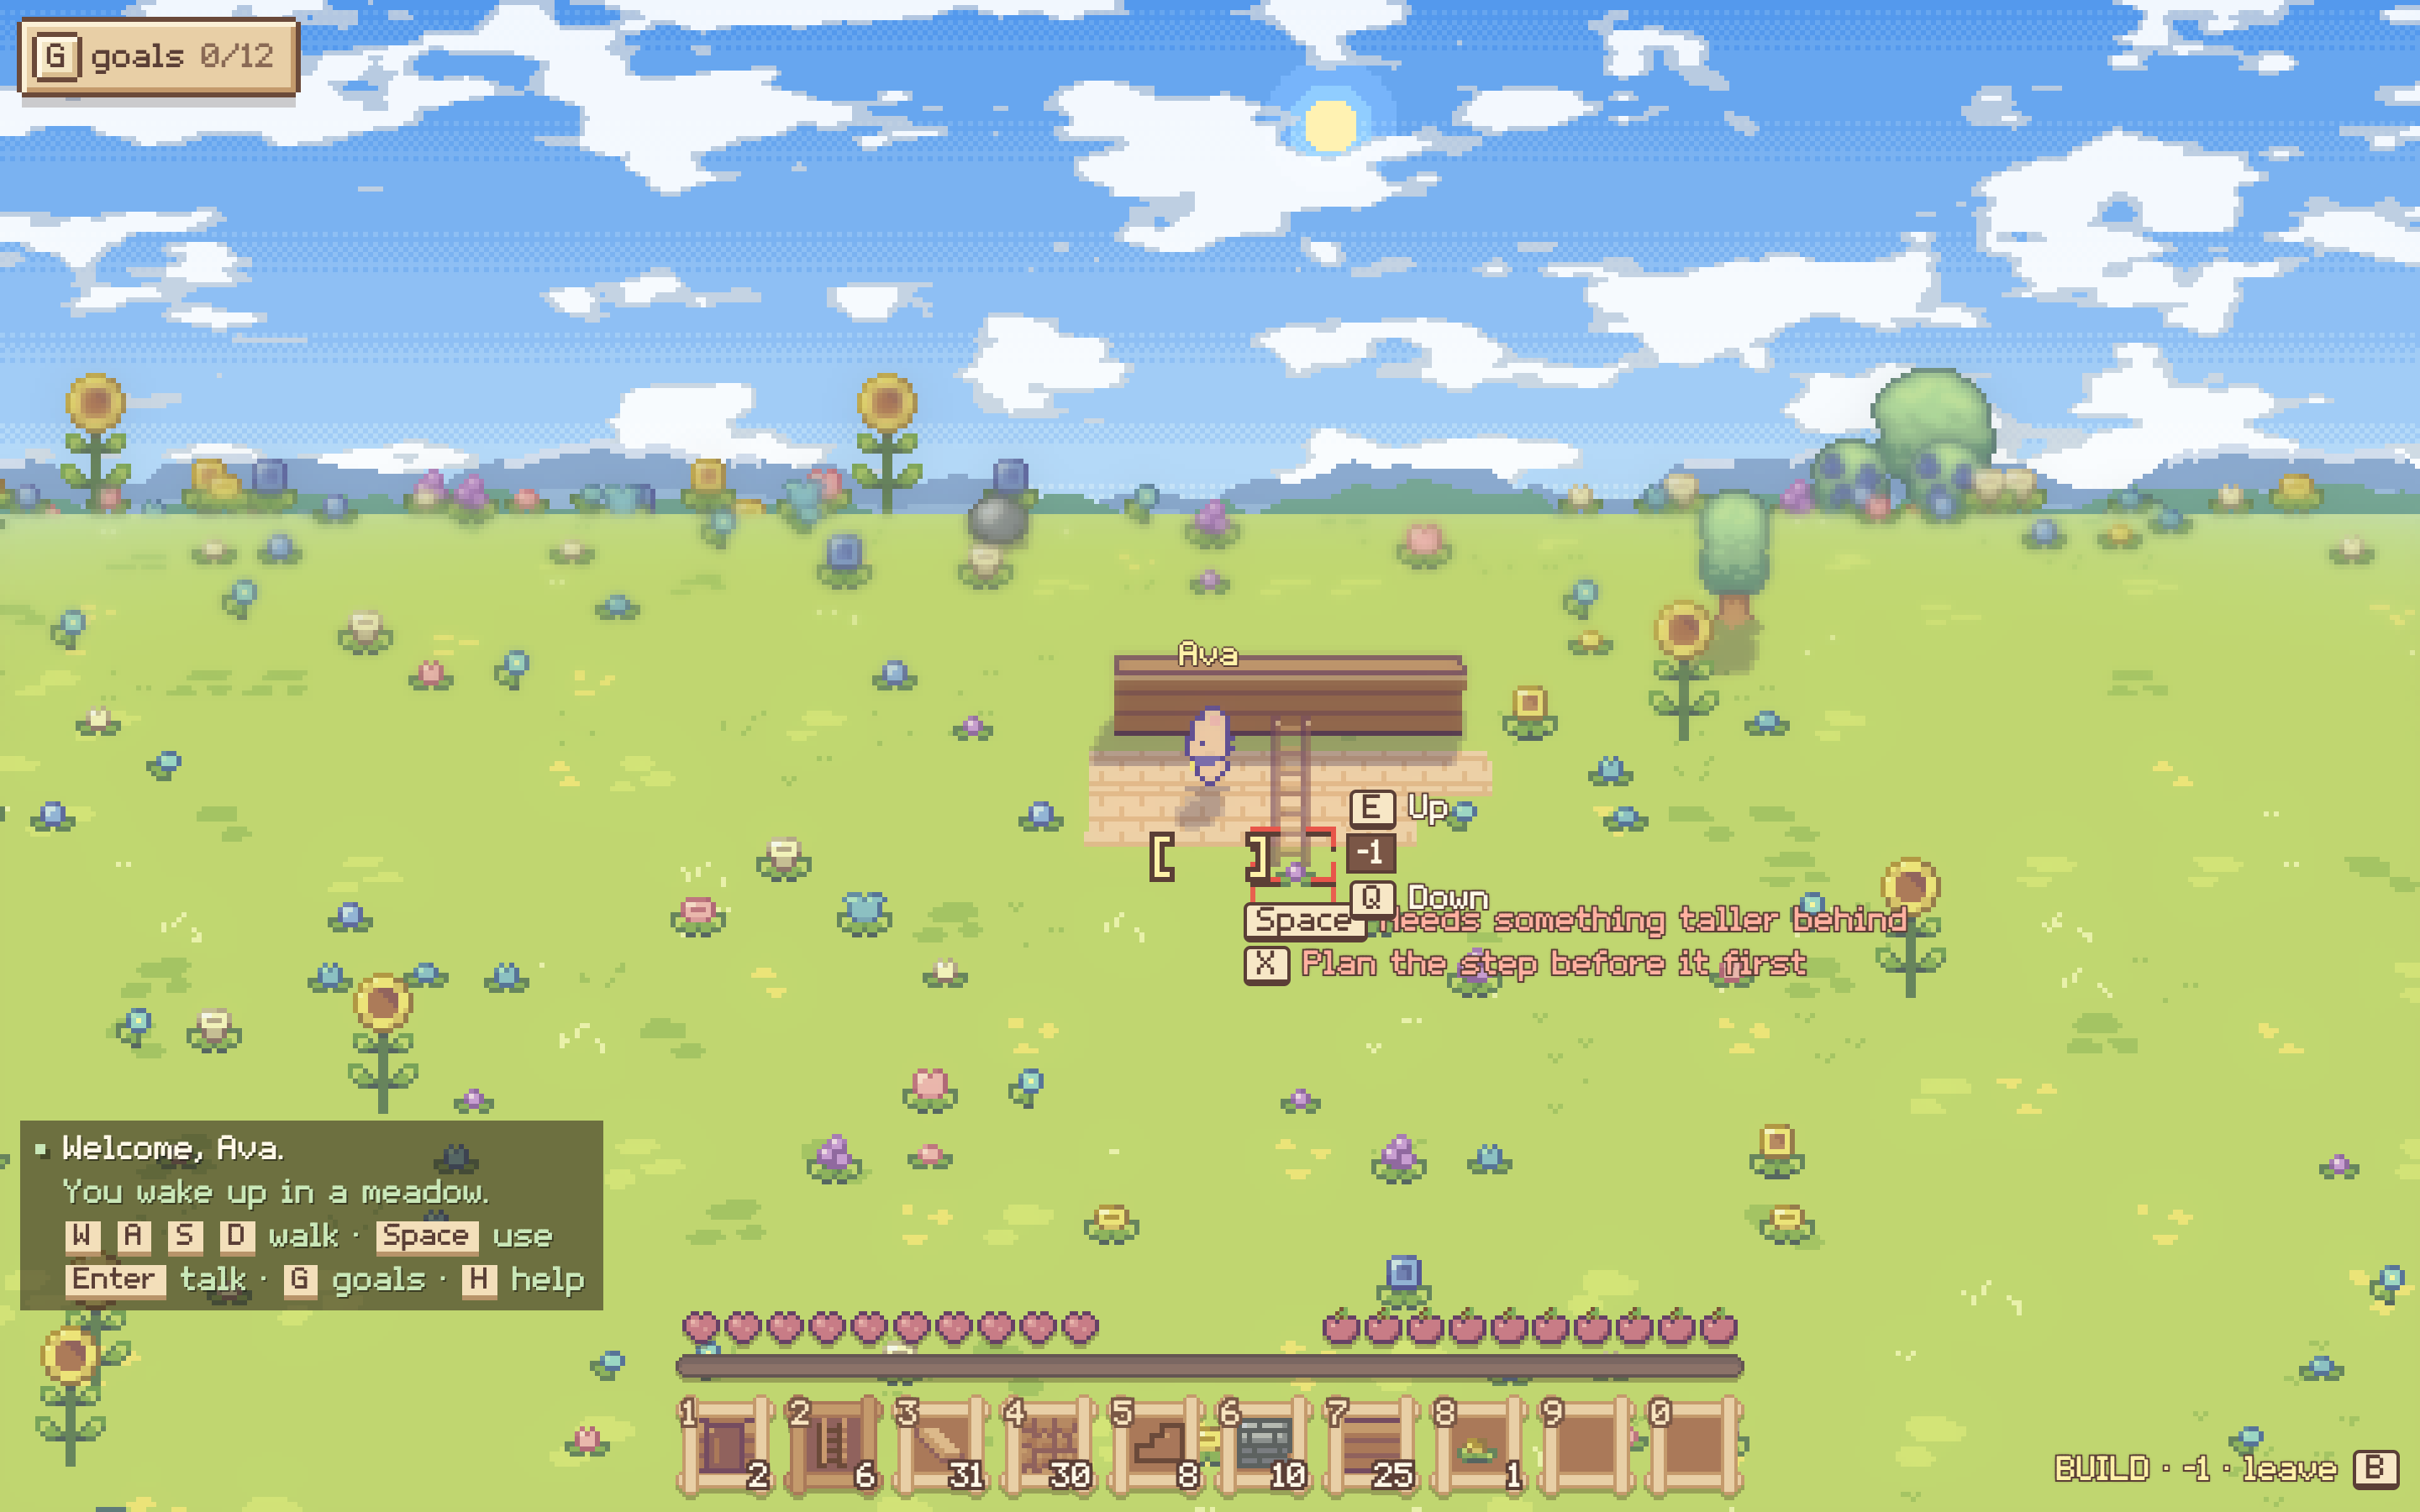 G goals 0/12
Ava
E Up
-1
Q Down
Space Needs something taller behind
X Plan the step before it first
Welcome, Ava.
You wake up in a meadow.
W A S D walk · Space use
Enter talk · G goals · H help
1 2 3 4 5 6 7 8 9 0
2 6 31 30 8 10 25 1
BUILD · -1 · leave B